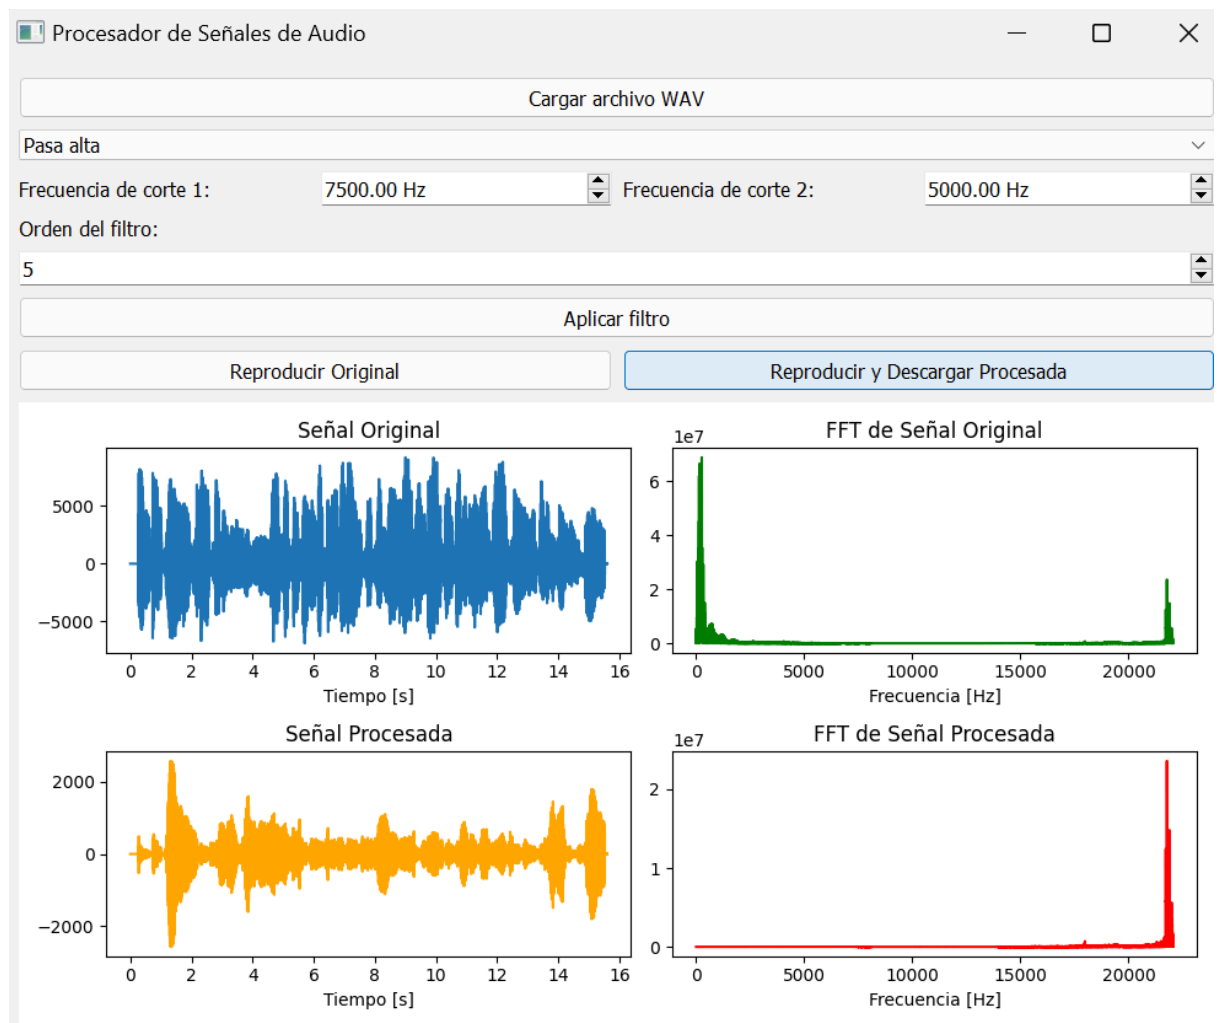 Procesador de Señales de Audio
Cargar archivo WAV
Pasa alta
Frecuencia de corte 1: 7500.00 Hz Frecuencia de corte 2: 5000.00 Hz
Orden del filtro:
5
Aplicar filtro
Reproducir Original Reproducir y Descargar Procesada
Señal Original
5000
0
−5000
0 2 4 6 8 10 12 14 16
Tiempo [s]
FFT de Señal Original
1e7
6
4
2
0
0 5000 10000 15000 20000
Frecuencia [Hz]
Señal Procesada
2000
0
−2000
0 2 4 6 8 10 12 14 16
Tiempo [s]
FFT de Señal Procesada
1e7
2
1
0
0 5000 10000 15000 20000
Frecuencia [Hz]